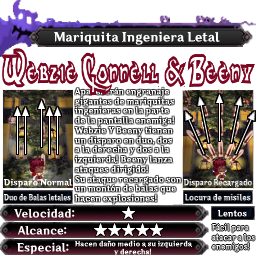 Mariquita Ingeniera Letal
Webzie Gonnell & Beeny
Aparecerán engranaje
gigantes de mariquitas
ingenieras en la parte
de la pantalla enemiga!
Webzie Y Beeny tienen
un disparo en duo, dos
a la derecha y dos a la
izquierda! Beeny lanza
ataques dirigido!
Su ataque recargado son
un montón de balas que
hacen explosiones!
Disparo Normal
Duo de Balas letales
Disparo Recargado
Locura de misiles
Velocidad:
Alcance:
Especial:
Hacen daño medio a su izquierda
y derecha!
Lentos
Fácil para
atacar a los
enemigos!